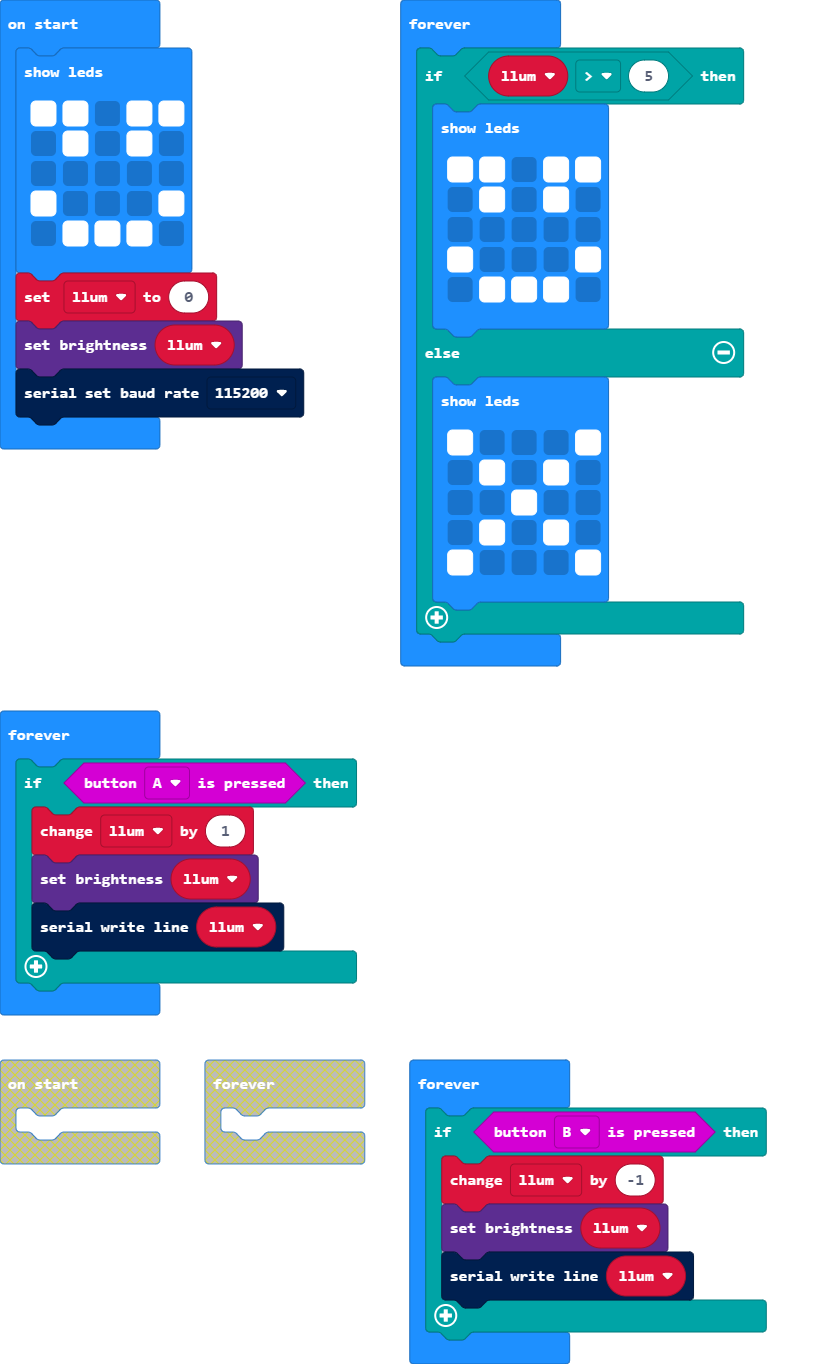 on start
show leds
set llum to 0
set brightness llum
serial set baud rate 115200
forever
if llum > 5 then
show leds
else
show leds
forever
if button A is pressed then
change llum by 1
set brightness llum
serial write line llum
on start
forever
forever
if button B is pressed then
change llum by -1
set brightness llum
serial write line llum